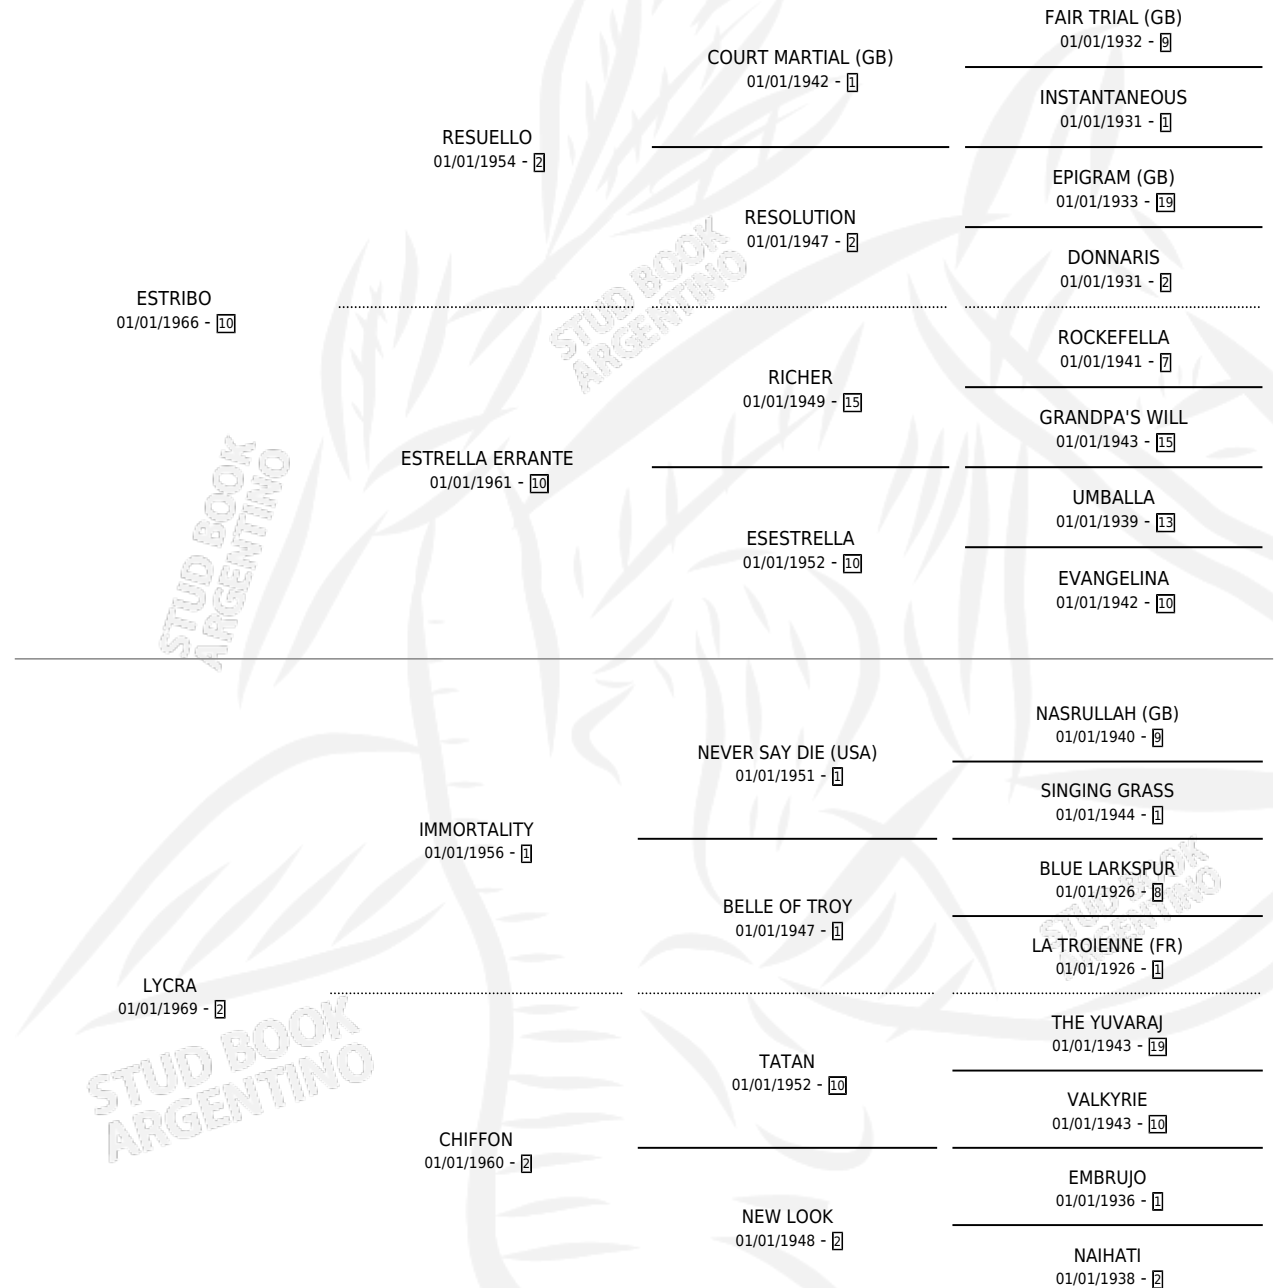 FAIR TRIAL (GB)
01/01/1932 - 9
COURT MARTIAL (GB)
01/01/1942 - 1
INSTANTANEOUS
01/01/1931 - 1
RESUELLO
01/01/1954 - 2
EPIGRAM (GB)
01/01/1933 - 19
RESOLUTION
01/01/1947 - 2
DONNARIS
01/01/1931 - 2
ESTRIBO
01/01/1966 - 10
ROCKEFELLA
01/01/1941 - 7
RICHER
01/01/1949 - 15
GRANDPA'S WILL
01/01/1943 - 15
ESTRELLA ERRANTE
01/01/1961 - 10
UMBALLA
01/01/1939 - 13
ESESTRELLA
01/01/1952 - 10
EVANGELINA
01/01/1942 - 10
NASRULLAH (GB)
01/01/1940 - 9
NEVER SAY DIE (USA)
01/01/1951 - 1
SINGING GRASS
01/01/1944 - 1
IMMORTALITY
01/01/1956 - 1
BLUE LARKSPUR
01/01/1926 - 8
BELLE OF TROY
01/01/1947 - 1
LA TROIENNE (FR)
01/01/1926 - 1
LYCRA
01/01/1969 - 2
THE YUVARAJ
01/01/1943 - 19
TATAN
01/01/1952 - 10
VALKYRIE
01/01/1943 - 10
CHIFFON
01/01/1960 - 2
EMBRUJO
01/01/1936 - 1
NEW LOOK
01/01/1948 - 2
NAIHATI
01/01/1938 - 2
STUD BOOK
ARGENTINO
STUD BOOK
ARGENTINO
STUD BOOK
ARGENTINO
STUD BOOK
ARGENTINO